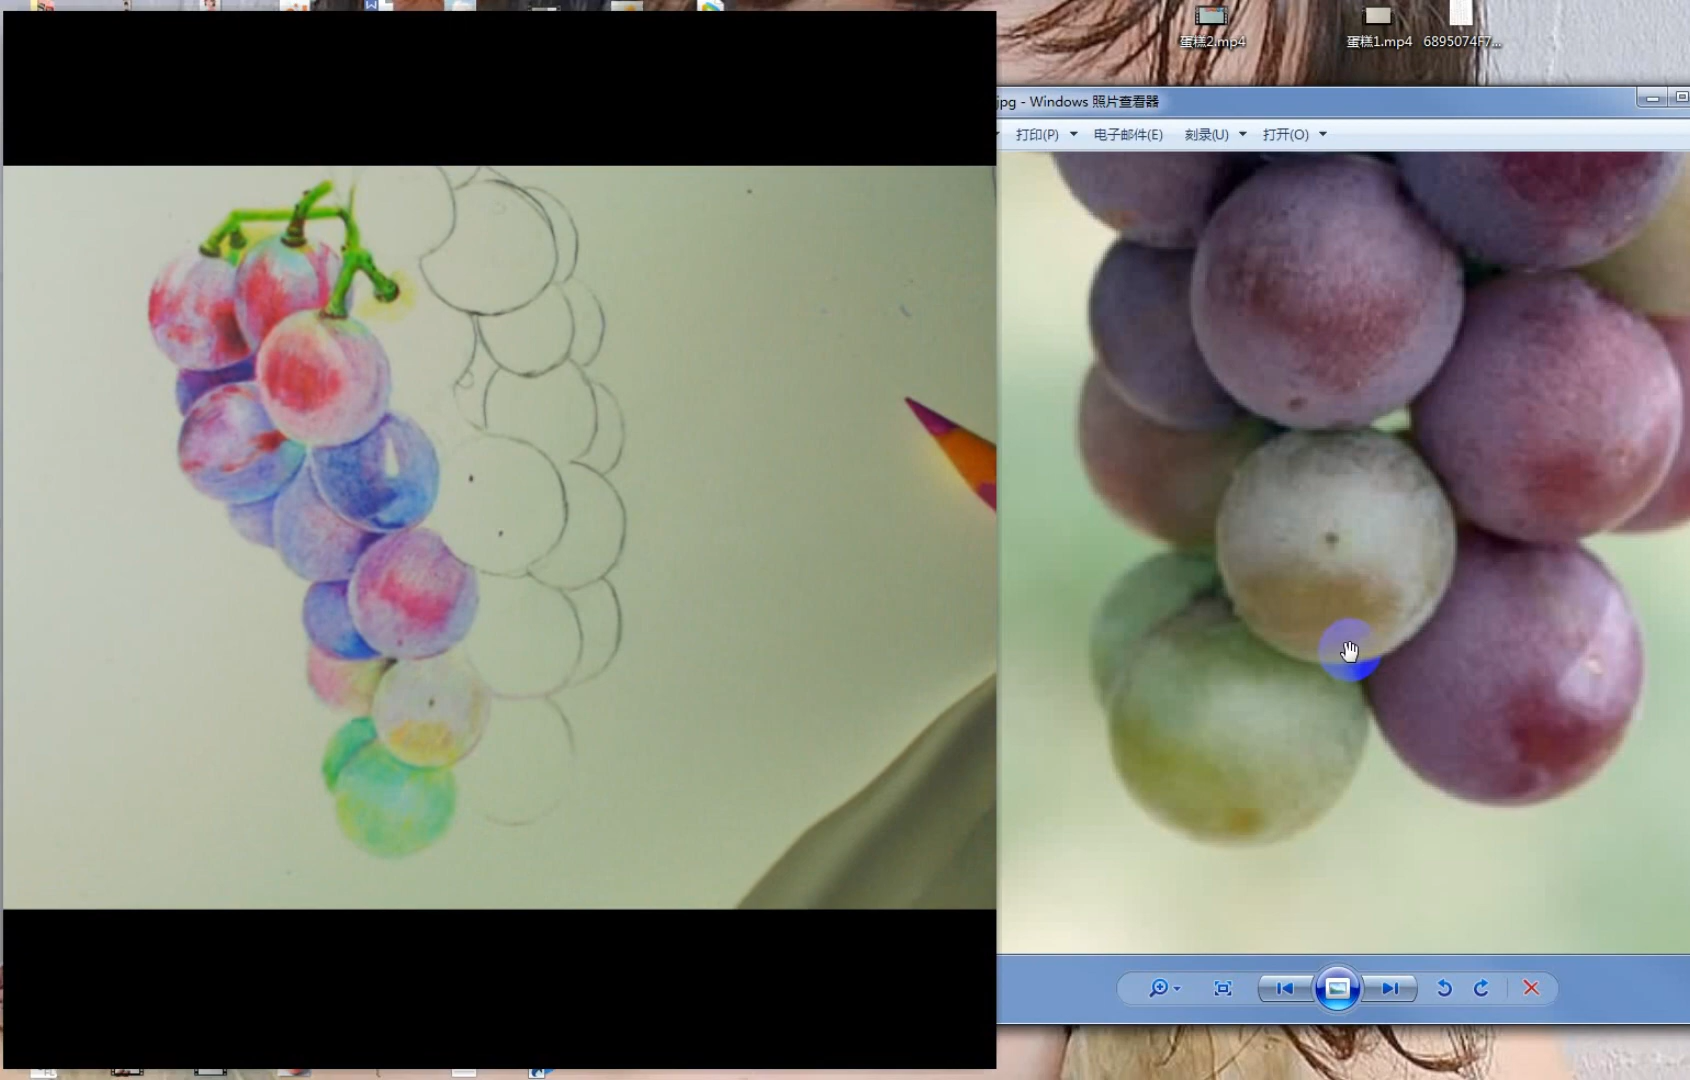 蛋糕2.mp4
蛋糕1.mp4
6895074F7...
jpg - Windows 照片查看器
打印(P)
电子邮件(E)
刻录(U)
打开(O)